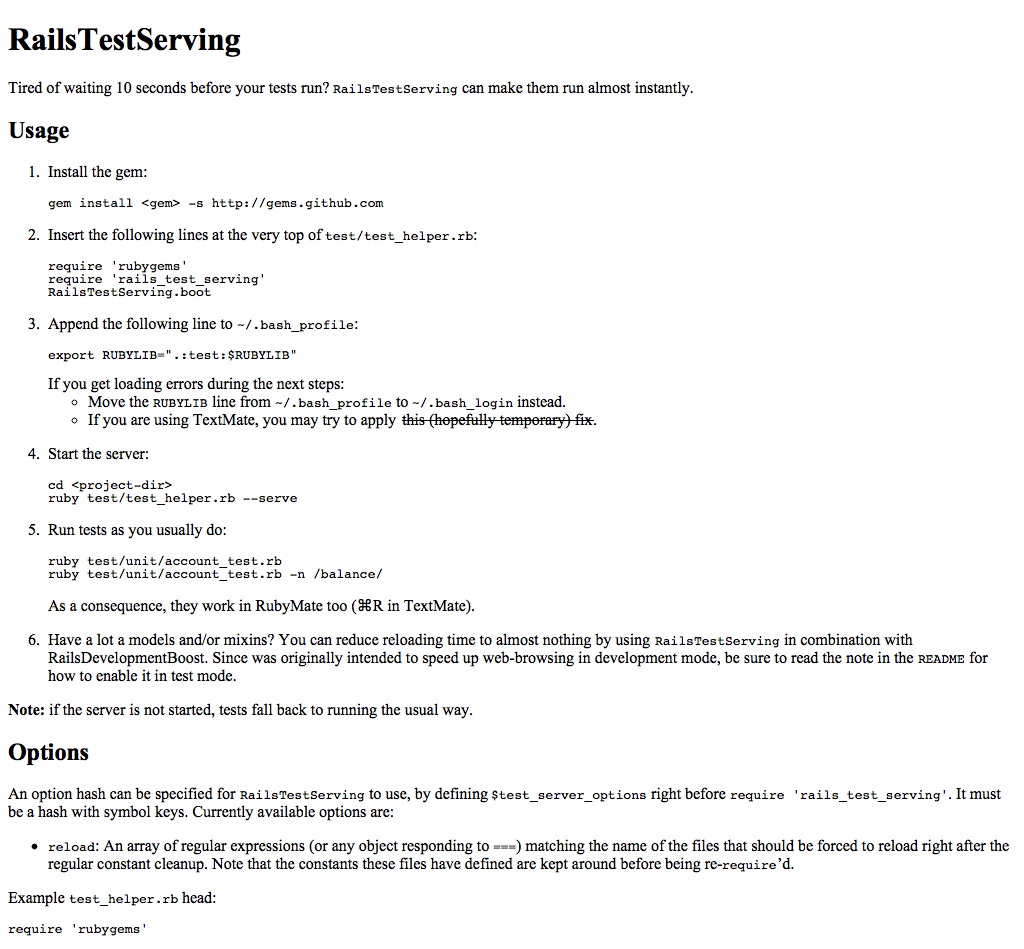 RailsTestServing
Tired of waiting 10 seconds before your tests run? RailsTestServing can make them run almost instantly.
Usage
1. Install the gem:
gem install <gem> -s http://gems.github.com
2. Insert the following lines at the very top of test/test_helper.rb:
require 'rubygems'
require 'rails_test_serving'
RailsTestServing.boot
3. Append the following line to ~/.bash_profile:
export RUBYLIB=".:test:$RUBYLIB"
If you get loading errors during the next steps:
◦ Move the RUBYLIB line from ~/.bash_profile to ~/.bash_login instead.
◦ If you are using TextMate, you may try to apply this (hopefully temporary) fix.
4. Start the server:
cd <project-dir>
ruby test/test_helper.rb --serve
5. Run tests as you usually do:
ruby test/unit/account_test.rb
ruby test/unit/account_test.rb -n /balance/
As a consequence, they work in RubyMate too (⌘R in TextMate).
6. Have a lot a models and/or mixins? You can reduce reloading time to almost nothing by using RailsTestServing in combination with
RailsDevelopmentBoost. Since was originally intended to speed up web-browsing in development mode, be sure to read the note in the README for
how to enable it in test mode.
Note: if the server is not started, tests fall back to running the usual way.
Options
An option hash can be specified for RailsTestServing to use, by defining $test_server_options right before require 'rails_test_serving'. It must
be a hash with symbol keys. Currently available options are:
• reload: An array of regular expressions (or any object responding to ===) matching the name of the files that should be forced to reload right after the
regular constant cleanup. Note that the constants these files have defined are kept around before being re-require’d.
Example test_helper.rb head:
require 'rubygems'